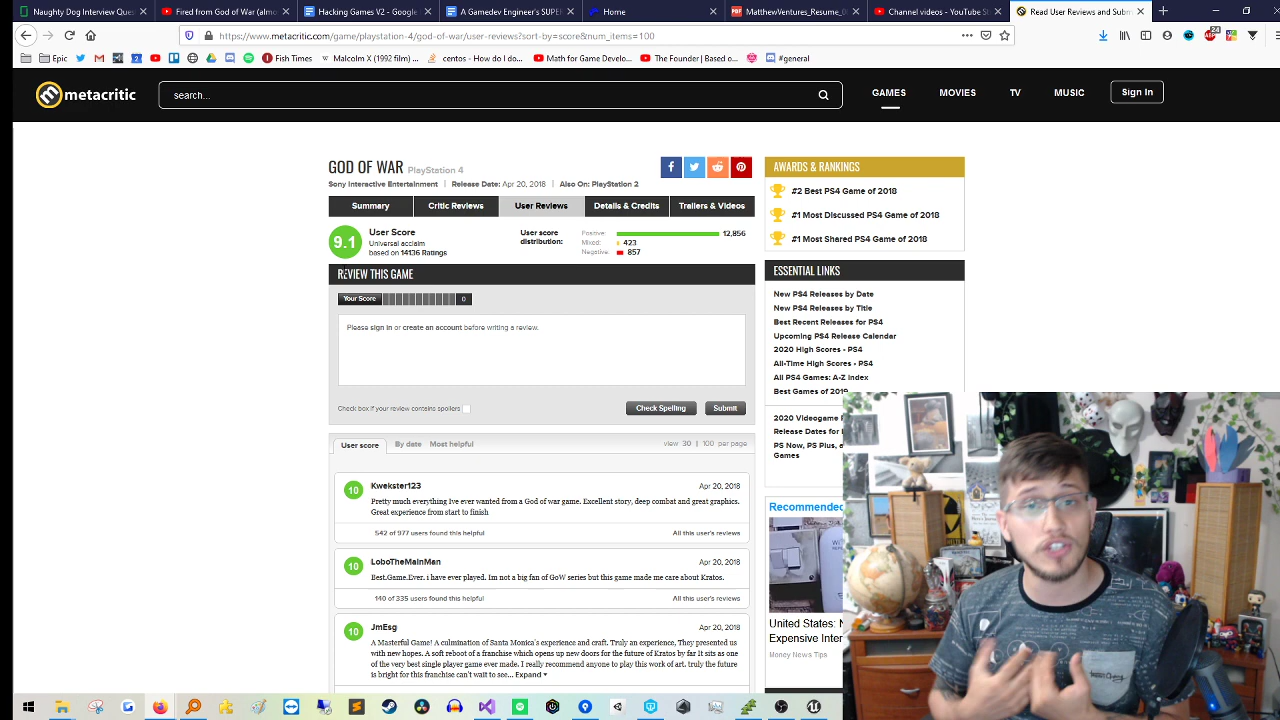 Naughty Dog Interview Quest
Fired from God of War (almo
Hacking Games V2 - Google
A Gamedev Engineer's SUPE
Home
MatthewVentures_Resume_0
Channel videos - YouTube St
Read User Reviews and Subm
https://www.metacritic.com/game/playstation-4/god-of-war/user-reviews?sort-by=score&num_items=100
Epic
Fish Times
Malcolm X (1992 film)
centos - How do I do...
Math for Game Develo...
The Founder | Based o...
#general
metacritic
search...
GAMES
MOVIES
TV
MUSIC
Sign In
GOD OF WAR PlayStation 4
Sony Interactive Entertainment | Release Date: Apr 20, 2018 | Also On: PlayStation 2
Summary
Critic Reviews
User Reviews
Details & Credits
Trailers & Videos
9.1
User Score
Universal acclaim
based on 14136 Ratings
User score
distribution:
Positive: 12,856
Mixed: 423
Negative: 857
REVIEW THIS GAME
Your Score 0
Please sign in or create an account before writing a review.
Check box if your review contains spoilers
Check Spelling
Submit
User score
By date
Most helpful
view 30 | 100 per page
10
Kwekster123
Apr 20, 2018
Pretty much everything Ive ever wanted from a God of war game. Excellent story, deep combat and great graphics.
Great experience from start to finish
542 of 977 users found this helpful
All this user's reviews
10
LoboTheMainMan
Apr 20, 2018
Best.Game.Ever. i have ever played. Im not a big fan of GoW series but this game made me care about Kratos.
140 of 335 users found this helpful
All this user's reviews
10
JmEsg
Apr 20, 2018
A Masterful Game! A culmination of Santa Monica's experience and craft. Truly an experience, They presented us
with new hopes. A soft reboot of a franchise which opens up new doors for the future of Kratos by far It sits as one
of the very best single player game ever made, I really recommend anyone to play this work of art. truly the future
is bright for this franchise can't wait to see... Expand
AWARDS & RANKINGS
#2 Best PS4 Game of 2018
#1 Most Discussed PS4 Game of 2018
#1 Most Shared PS4 Game of 2018
ESSENTIAL LINKS
New PS4 Releases by Date
New PS4 Releases by Title
Best Recent Releases for PS4
Upcoming PS4 Release Calendar
2020 High Scores - PS4
All-Time High Scores - PS4
All PS4 Games: A-Z Index
Best Games of 2019
2020 Videogame
Release Dates for
PS Now, PS Plus, a
Games
Recommended
United States: N
Expensive Inter
Money News Tips